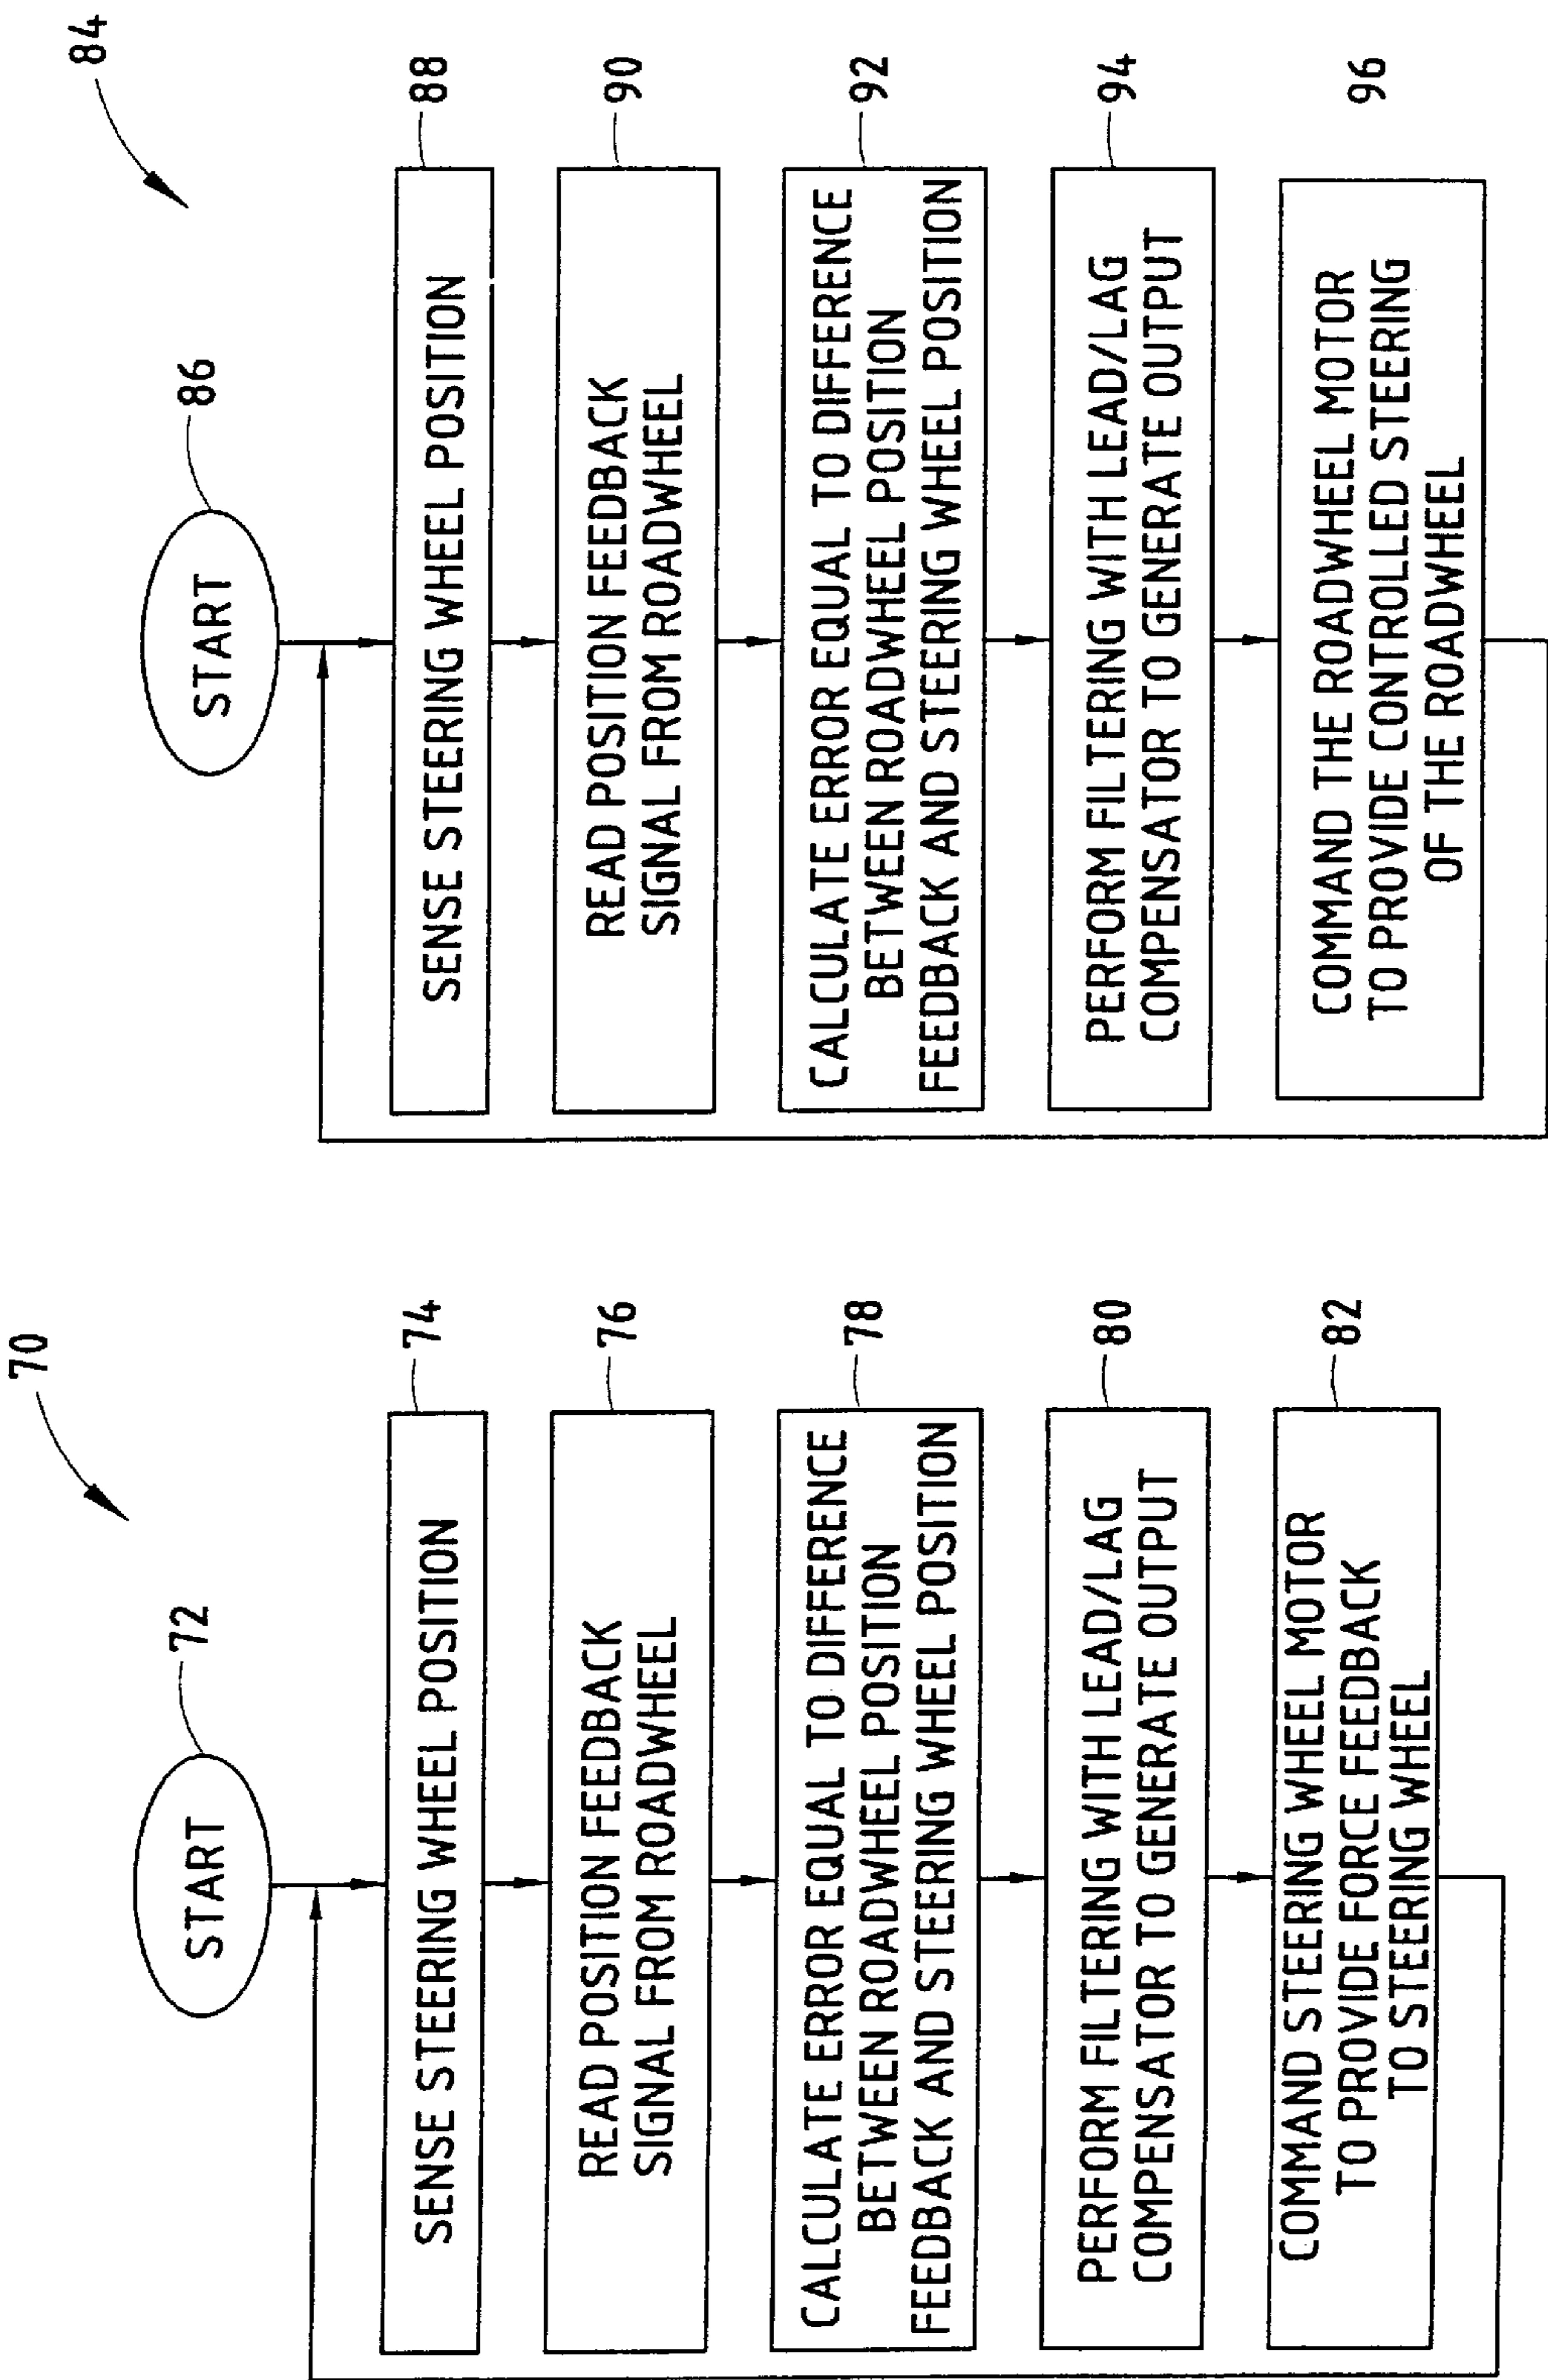 70
72
START
74
SENSE STEERING WHEEL POSITION
76
READ POSITION FEEDBACK
SIGNAL FROM ROADWHEEL
78
CALCULATE ERROR EQUAL TO DIFFERENCE
BETWEEN ROADWHEEL POSITION
FEEDBACK AND STEERING WHEEL POSITION
80
PERFORM FILTERING WITH LEAD/LAG
COMPENSATOR TO GENERATE OUTPUT
82
COMMAND STEERING WHEEL MOTOR
TO PROVIDE FORCE FEEDBACK
TO STEERING WHEEL
84
86
START
88
SENSE STEERING WHEEL POSITION
90
READ POSITION FEEDBACK
SIGNAL FROM ROADWHEEL
92
CALCULATE ERROR EQUAL TO DIFFERENCE
BETWEEN ROADWHEEL POSITION
FEEDBACK AND STEERING WHEEL POSITION
94
PERFORM FILTERING WITH LEAD/LAG
COMPENSATOR TO GENERATE OUTPUT
96
COMMAND THE ROADWHEEL MOTOR
TO PROVIDE CONTROLLED STEERING
OF THE ROADWHEEL